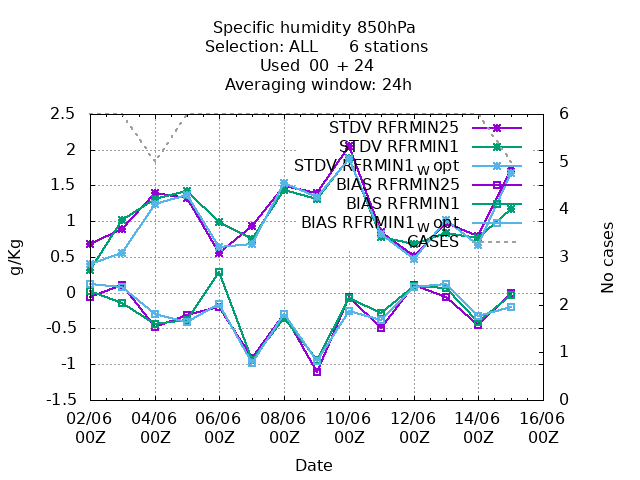 Specific humidity 850hPa
Selection: ALL 6 stations
Used 00 + 24
Averaging window: 24h
2.5
2
1.5
1
0.5
0
-0.5
-1
-1.5
g/Kg
6
5
4
3
2
1
0
No cases
STDV RFRMIN25
STDV RFRMIN1
STDV RFRMIN1w opt
BIAS RFRMIN25
BIAS RFRMIN1
BIAS RFRMIN1w opt
CASES
02/06 04/06 06/06 08/06 10/06 12/06 14/06 16/06
00Z 00Z 00Z 00Z 00Z 00Z 00Z 00Z
Date